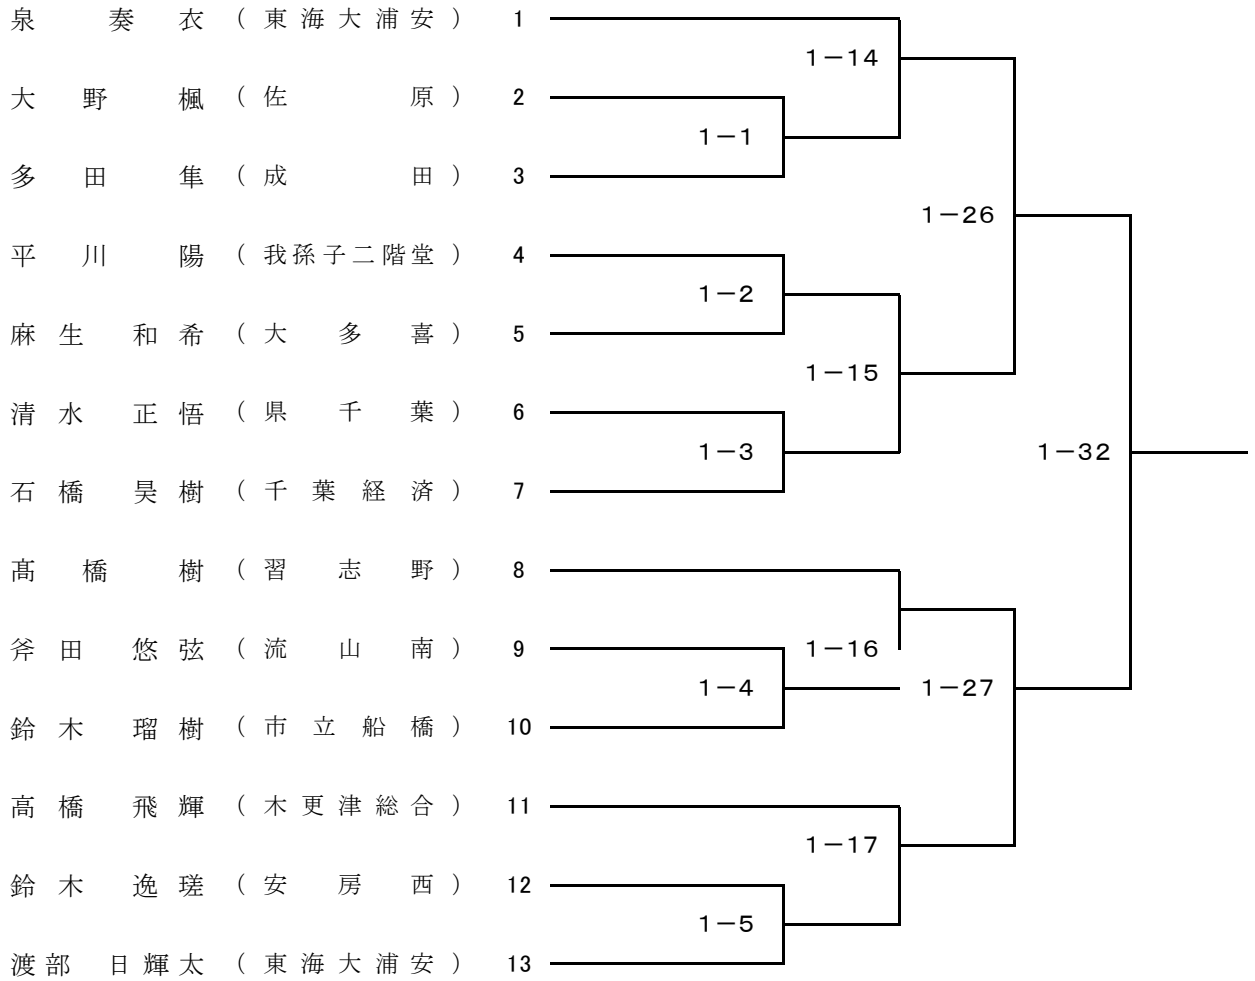 泉 奏衣 (東海大浦安) 1
1－14
大野 楓 (佐原) 2
1－1
多田 隼 (成田) 3
1－26
平川 陽 (我孫子二階堂) 4
1－2
麻生 和希 (大多喜) 5
1－15
清水 正悟 (県千葉) 6
1－3
1－32
石橋 昊樹 (千葉経済) 7
髙橋 樹 (習志野) 8
斧田 悠弦 (流山南) 9
1－16
1－4
1－27
鈴木 瑠樹 (市立船橋) 10
高橋 飛輝 (木更津総合) 11
1－17
鈴木 逸瑳 (安房西) 12
1－5
渡部 日輝太 (東海大浦安) 13